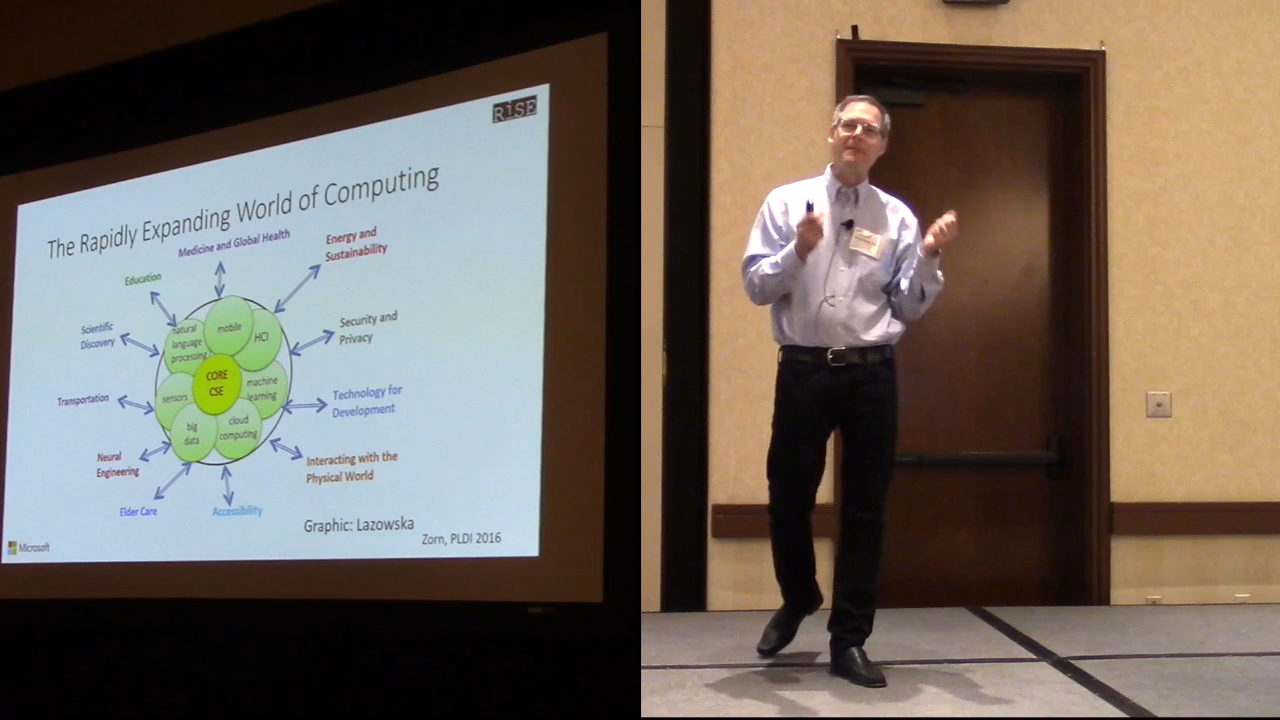 RiSE
The Rapidly Expanding World of Computing
Medicine and Global Health
Energy and
Sustainability
Education
Scientific
Discovery
Security and
Privacy
natural
language
processing
mobile
HCI
CORE
CSE
machine
learning
sensors
big
data
cloud
computing
Transportation
Technology for
Development
Neural
Engineering
Interacting with the
Physical World
Elder Care
Accessibility
Graphic: Lazowska
Zorn, PLDI 2016
Microsoft